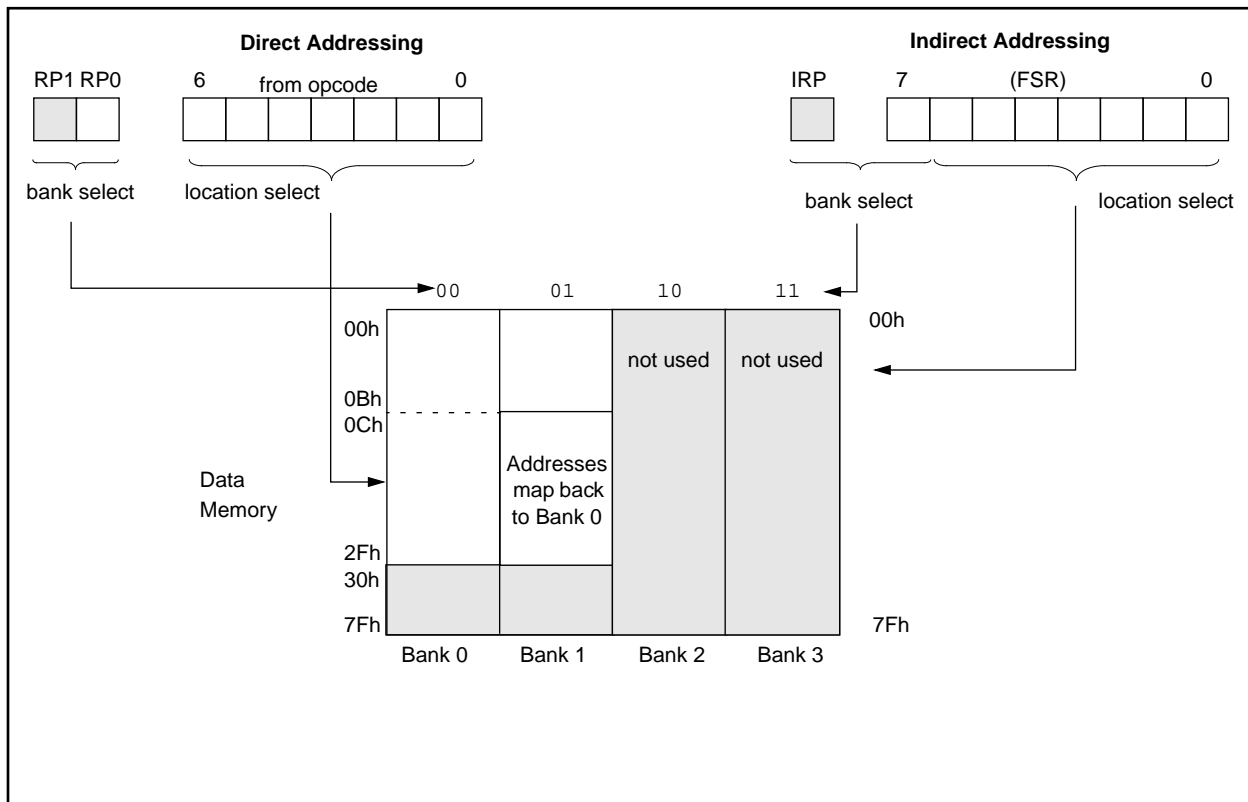 Direct Addressing
RP1 RP0
6 from opcode 0
bank select
location select
Indirect Addressing
IRP
7 (FSR) 0
bank select
location select
00 01 10 11
00h
0Bh
0Ch
2Fh
30h
7Fh
Data
Memory
Addresses
map back
to Bank 0
not used
not used
00h
7Fh
Bank 0 Bank 1 Bank 2 Bank 3